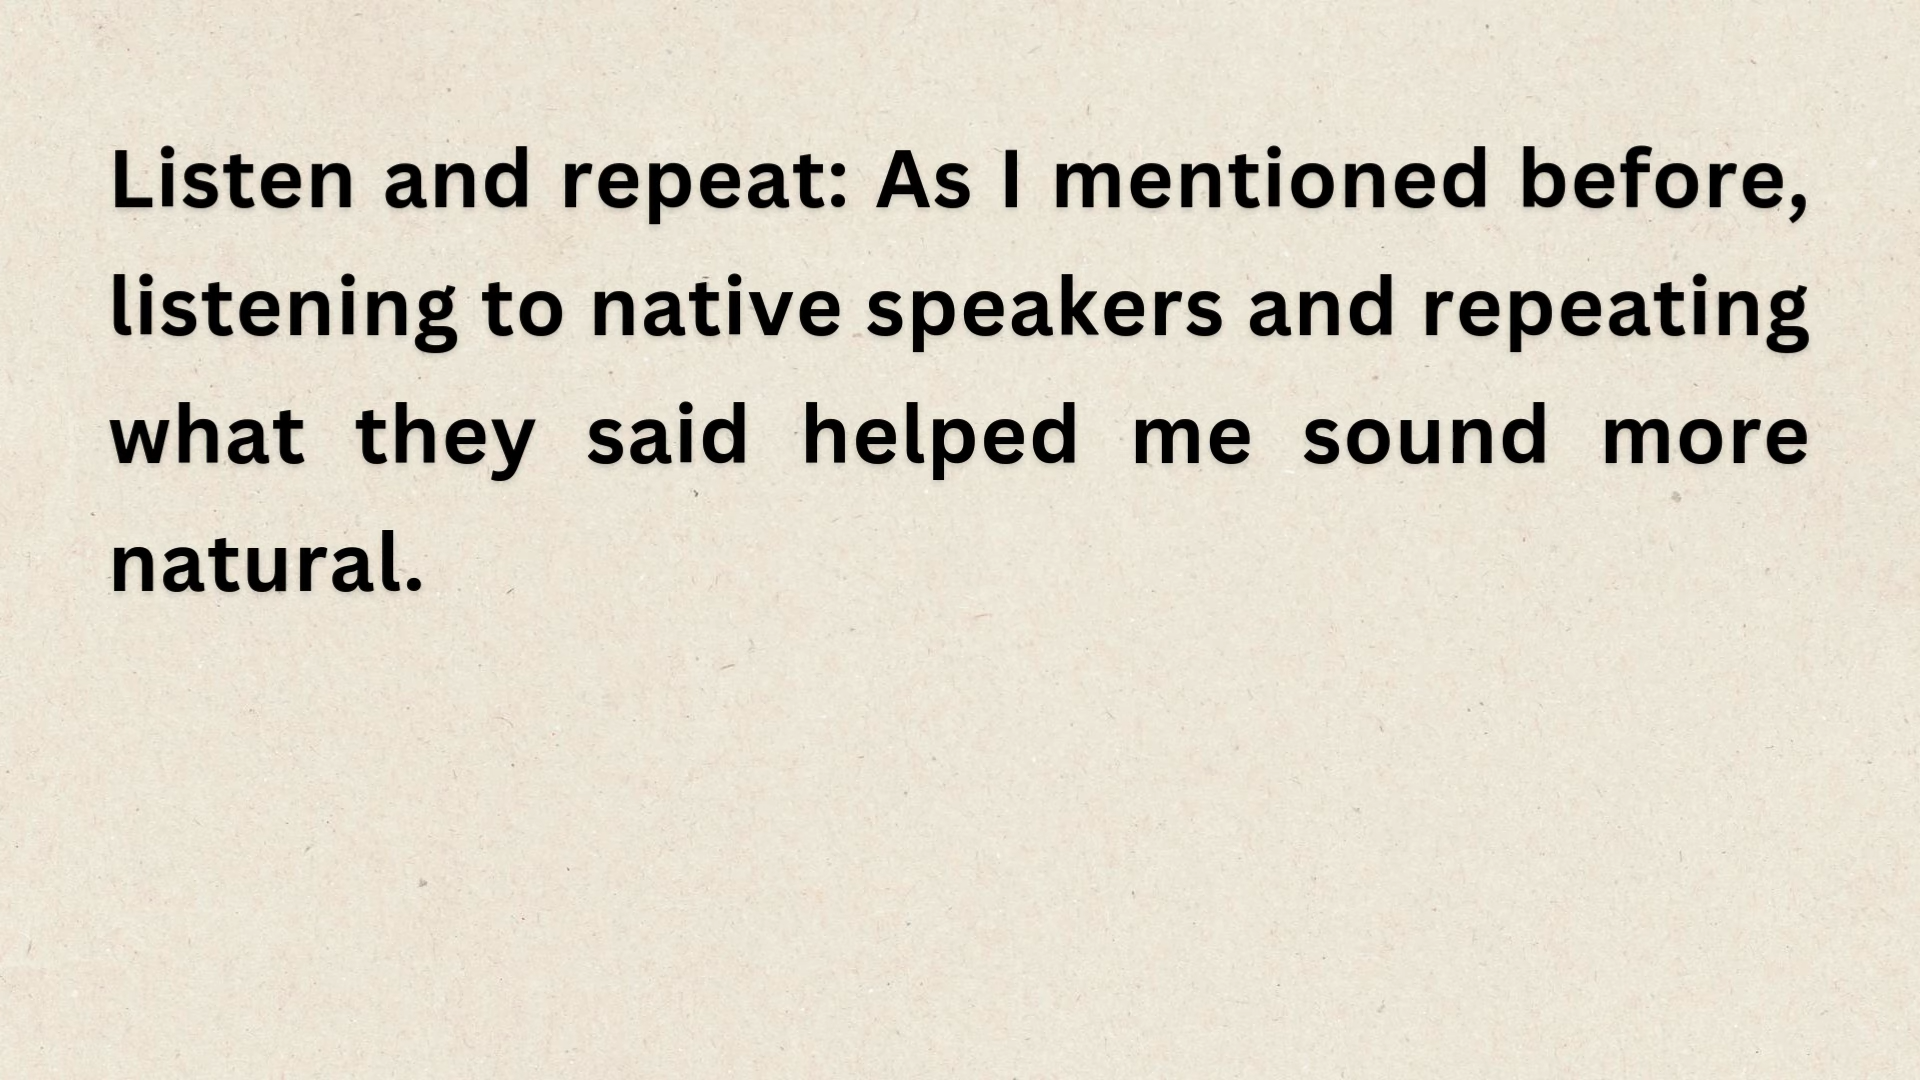 Listen and repeat: As I mentioned before,
listening to native speakers and repeating
what they said helped me sound more
natural.